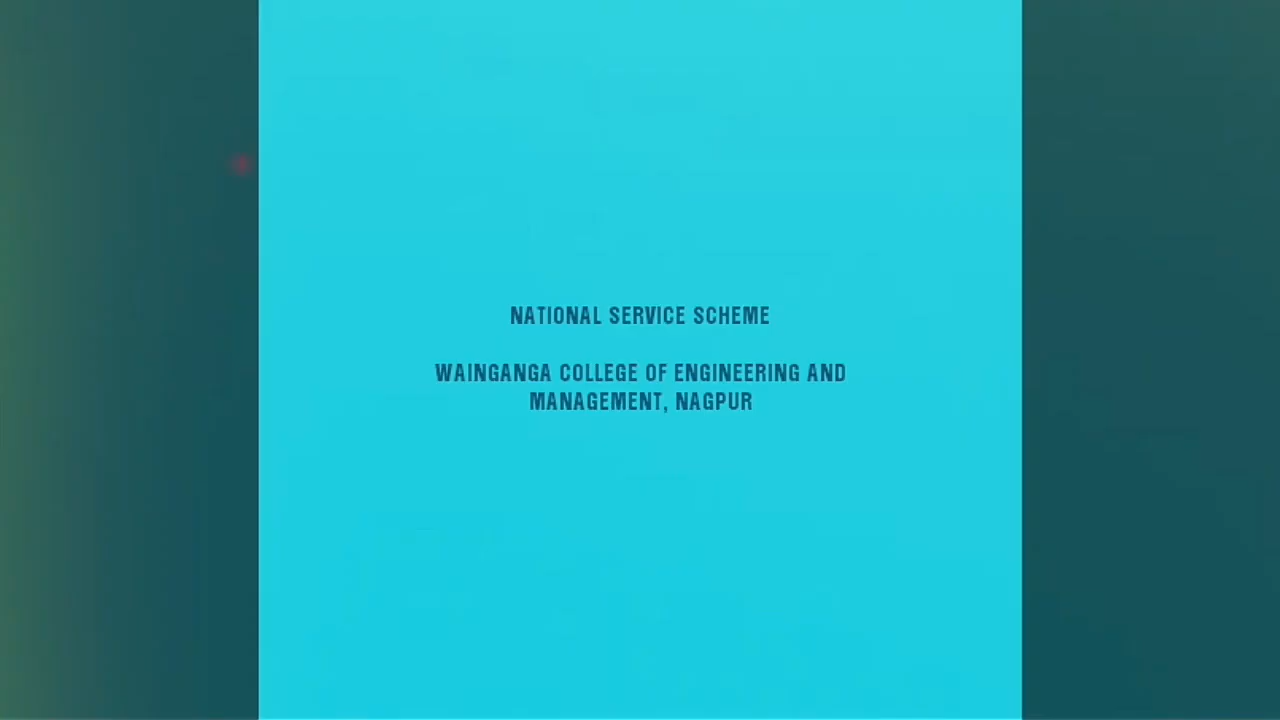 NATIONAL SERVICE SCHEME
WAINGANGA COLLEGE OF ENGINEERING AND
MANAGEMENT, NAGPUR